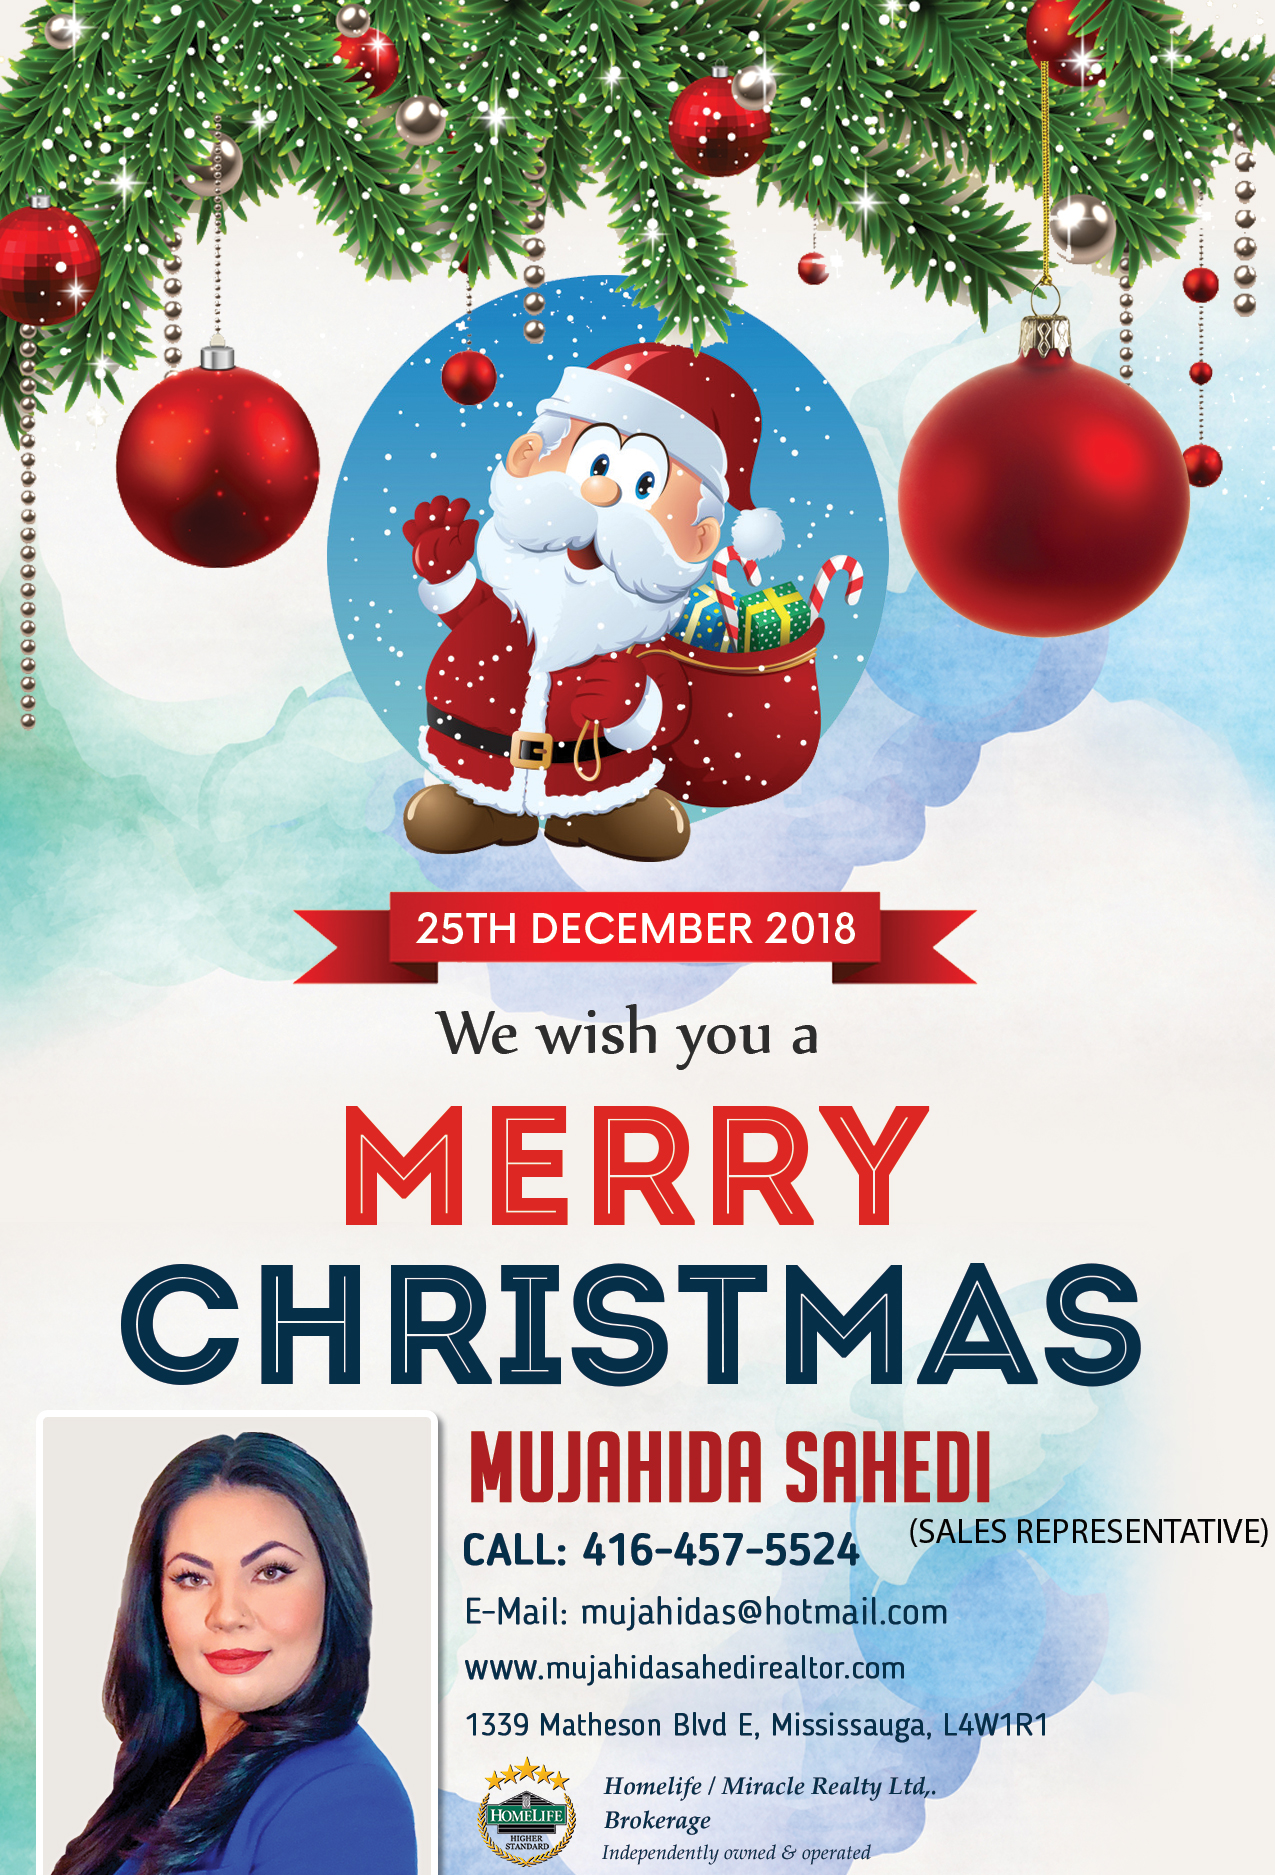 25TH DECEMBER 2018
We wish you a
MERRY
CHRISTMAS
MUJAHIDA SAHEDI
(SALES REPRESENTATIVE)
CALL: 416-457-5524
E-Mail: mujahidas@hotmail.com
www.mujahidasahedirealtor.com
1339 Matheson Blvd E, Mississauga, L4W1R1
HOMELIFE
HIGHER
STANDARD
Homelife / Miracle Realty Ltd,.
Brokerage
Independently owned & operated